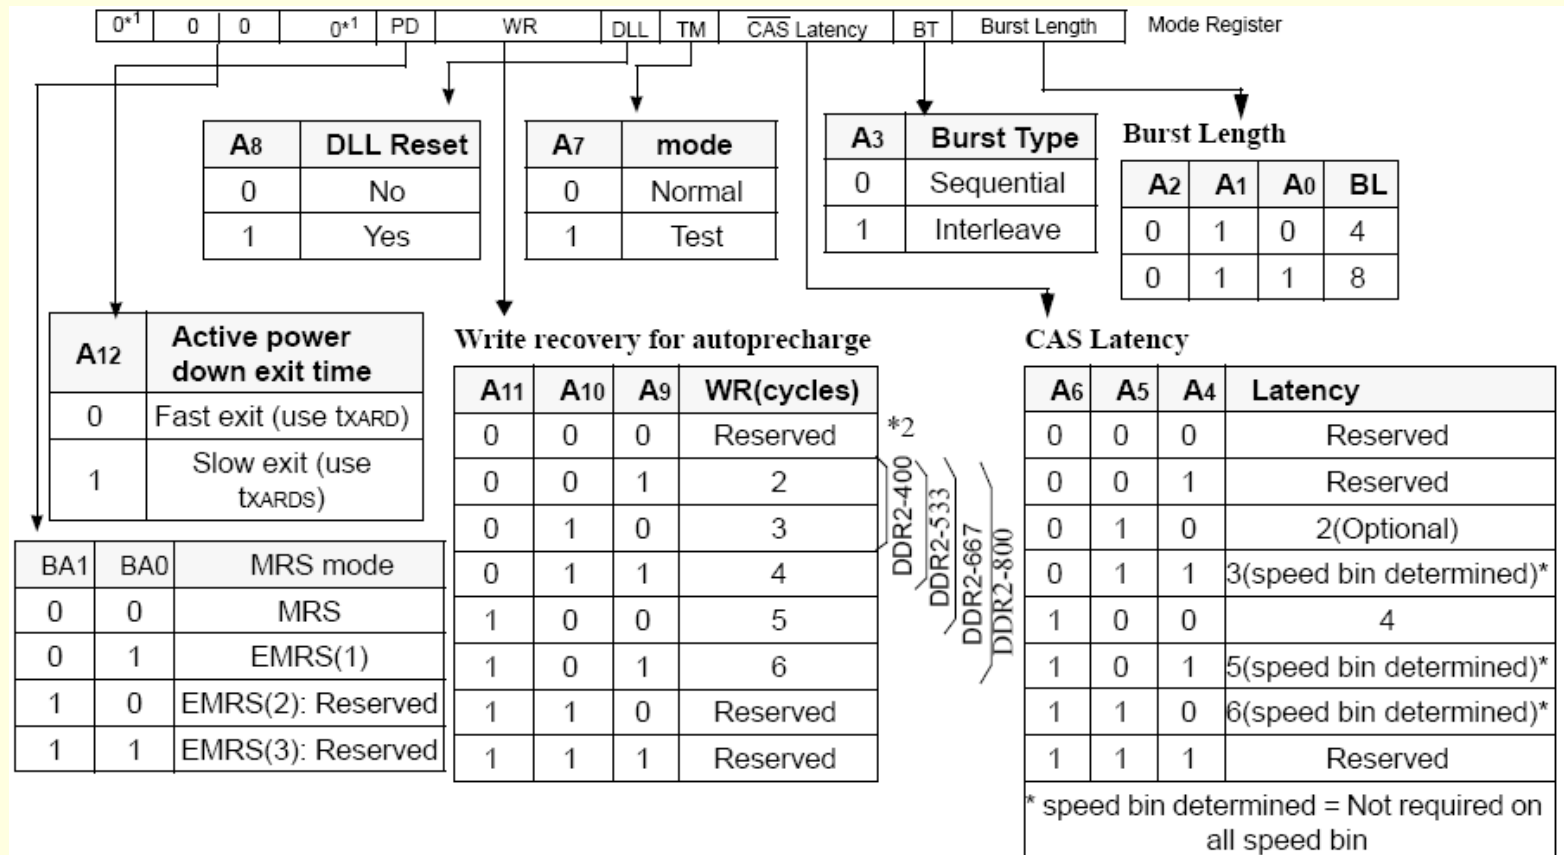 0*1 0 0 0*1 PD WR DLL TM CAS Latency BT Burst Length Mode Register
A8 DLL Reset
0 No
1 Yes
A7 mode
0 Normal
1 Test
A3 Burst Type
0 Sequential
1 Interleave
Burst Length
A2 A1 A0 BL
0 1 0 4
0 1 1 8
A12 Active power
down exit time
0 Fast exit (use tXARD)
1 Slow exit (use
tXARDS)
BA1 BA0 MRS mode
0 0 MRS
0 1 EMRS(1)
1 0 EMRS(2): Reserved
1 1 EMRS(3): Reserved
Write recovery for autoprecharge
A11 A10 A9 WR(cycles)
0 0 0 Reserved *2
0 0 1 2
0 1 0 3
0 1 1 4
1 0 0 5
1 0 1 6
1 1 0 Reserved
1 1 1 Reserved
DDR2-400
DDR2-533
DDR2-667
DDR2-800
CAS Latency
A6 A5 A4 Latency
0 0 0 Reserved
0 0 1 Reserved
0 1 0 2(Optional)
0 1 1 3(speed bin determined)*
1 0 0 4
1 0 1 5(speed bin determined)*
1 1 0 6(speed bin determined)*
1 1 1 Reserved
* speed bin determined = Not required on
all speed bin